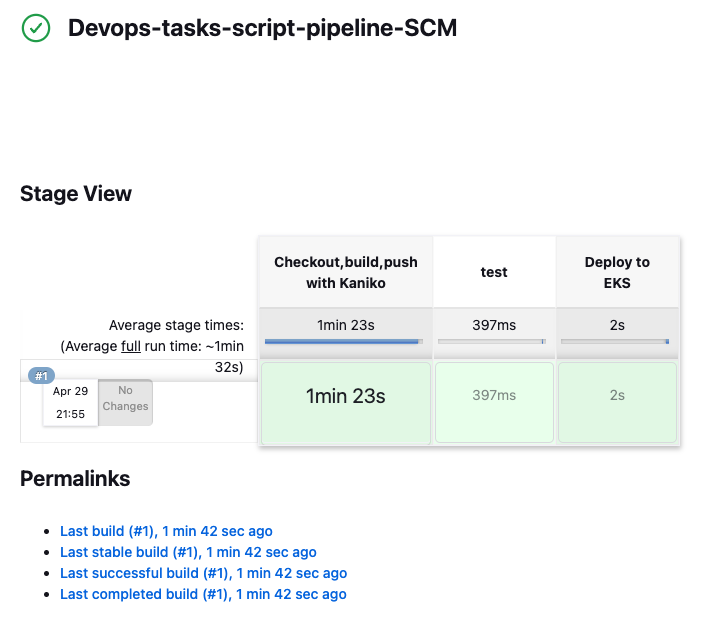 Devops-tasks-script-pipeline-SCM
Stage View
Checkout,build,push
with Kaniko
test
Deploy to
EKS
Average stage times:
(Average full run time: ~1min
32s)
1min 23s
397ms
2s
#1
Apr 29
21:55
No
Changes
1min 23s
397ms
2s
Permalinks
Last build (#1), 1 min 42 sec ago
Last stable build (#1), 1 min 42 sec ago
Last successful build (#1), 1 min 42 sec ago
Last completed build (#1), 1 min 42 sec ago